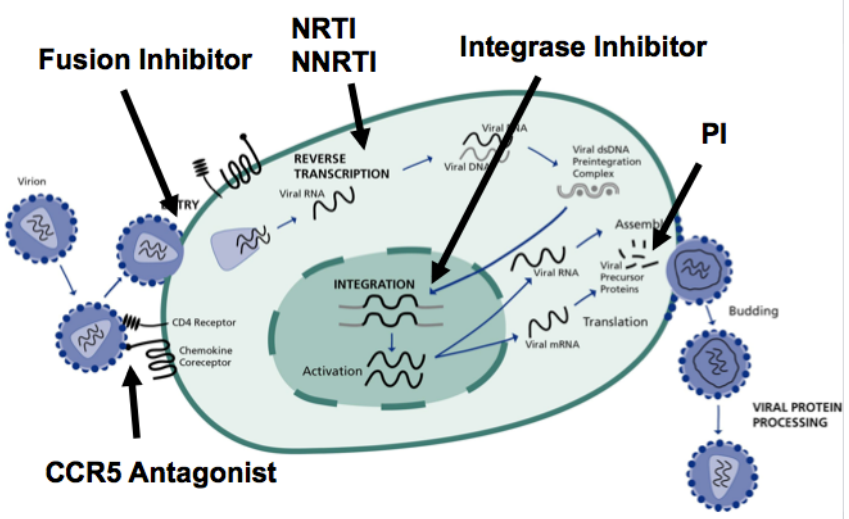 NRTI
NNRTI
Fusion Inhibitor
Integrase Inhibitor
PI
Virion
REVERSE
TRANSCRIPTION
Viral RNA
Viral
Viral DNA
Viral dsDNA
Preintegration
Complex
INTEGRATION
Activation
Viral RNA
Viral mRNA
Viral
Precursor
Proteins
Translation
CD4 Receptor
Chemokine
Coreceptor
Budding
VIRAL PROTEIN
PROCESSING
CCR5 Antagonist